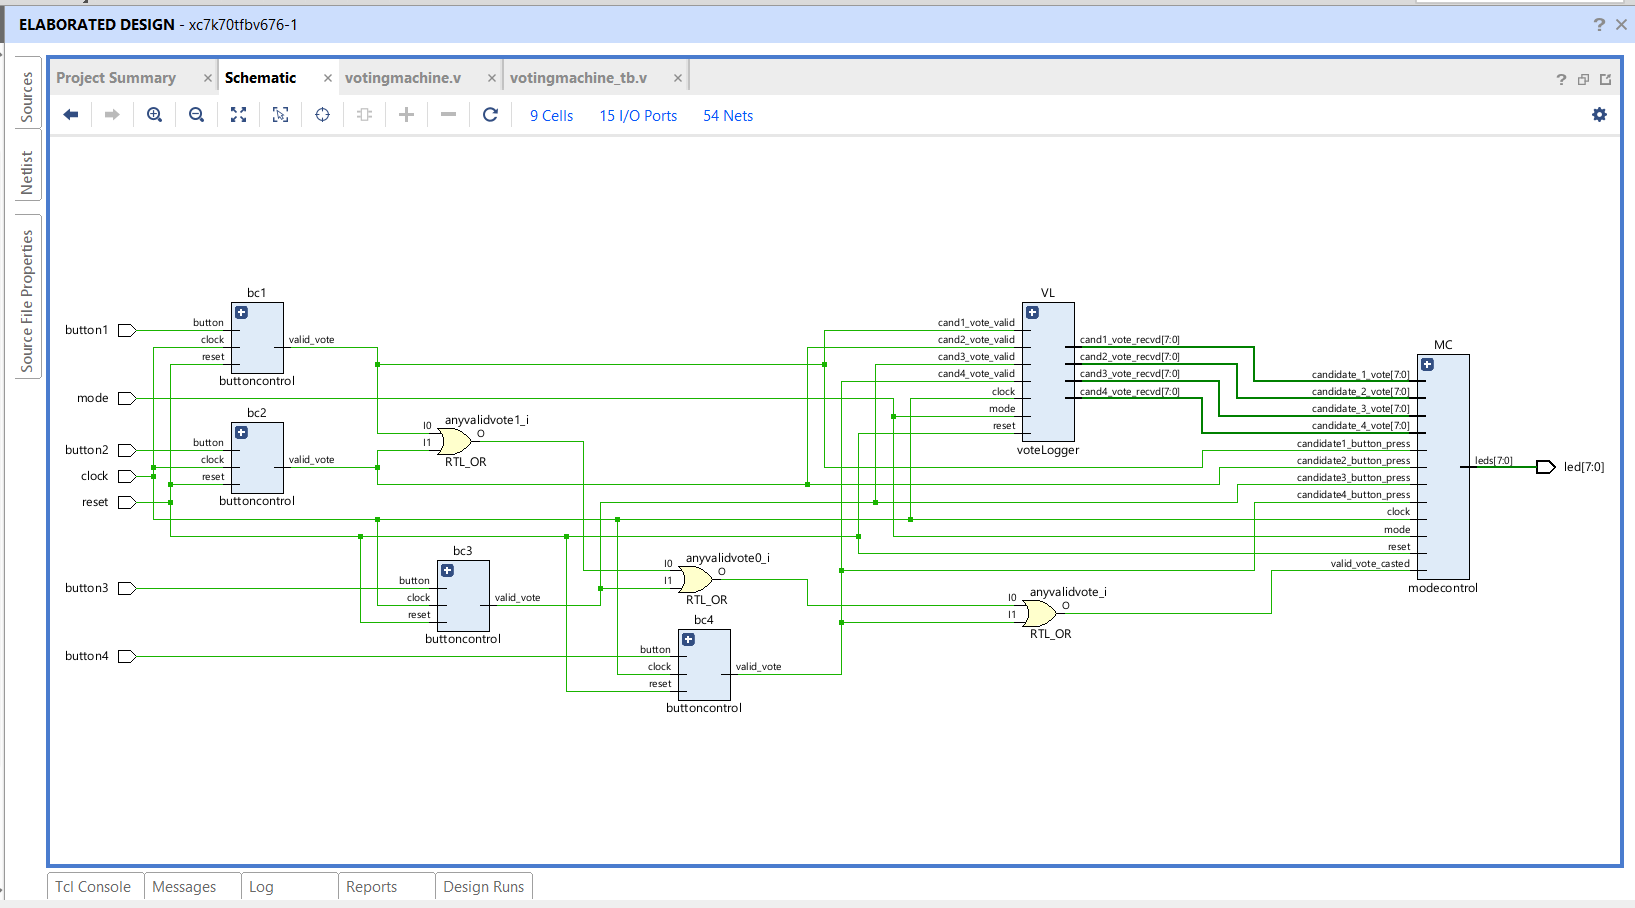 ELABORATED DESIGN - xc7k70tfbv676-1
Sources
Netlist
Source File Properties
Project Summary
Schematic
votingmachine.v
votingmachine_tb.v
9 Cells
15 I/O Ports
54 Nets
button1
mode
button2
clock
reset
button3
button4
bc1
button
clock
reset
valid_vote
buttoncontrol
bc2
button
clock
reset
valid_vote
buttoncontrol
anyvalidvote1_i
I0
I1
O
RTL_OR
bc3
button
clock
reset
valid_vote
buttoncontrol
anyvalidvote0_i
I0
I1
O
RTL_OR
bc4
button
clock
reset
valid_vote
buttoncontrol
VL
cand1_vote_valid
cand2_vote_valid
cand3_vote_valid
cand4_vote_valid
clock
mode
reset
cand1_vote_recvd[7:0]
cand2_vote_recvd[7:0]
cand3_vote_recvd[7:0]
cand4_vote_recvd[7:0]
voteLogger
anyvalidvote_i
I0
I1
O
RTL_OR
MC
candidate_1_vote[7:0]
candidate_2_vote[7:0]
candidate_3_vote[7:0]
candidate_4_vote[7:0]
candidate1_button_press
candidate2_button_press
candidate3_button_press
candidate4_button_press
clock
mode
reset
valid_vote_casted
leds[7:0]
modecontrol
led[7:0]
Tcl Console
Messages
Log
Reports
Design Runs